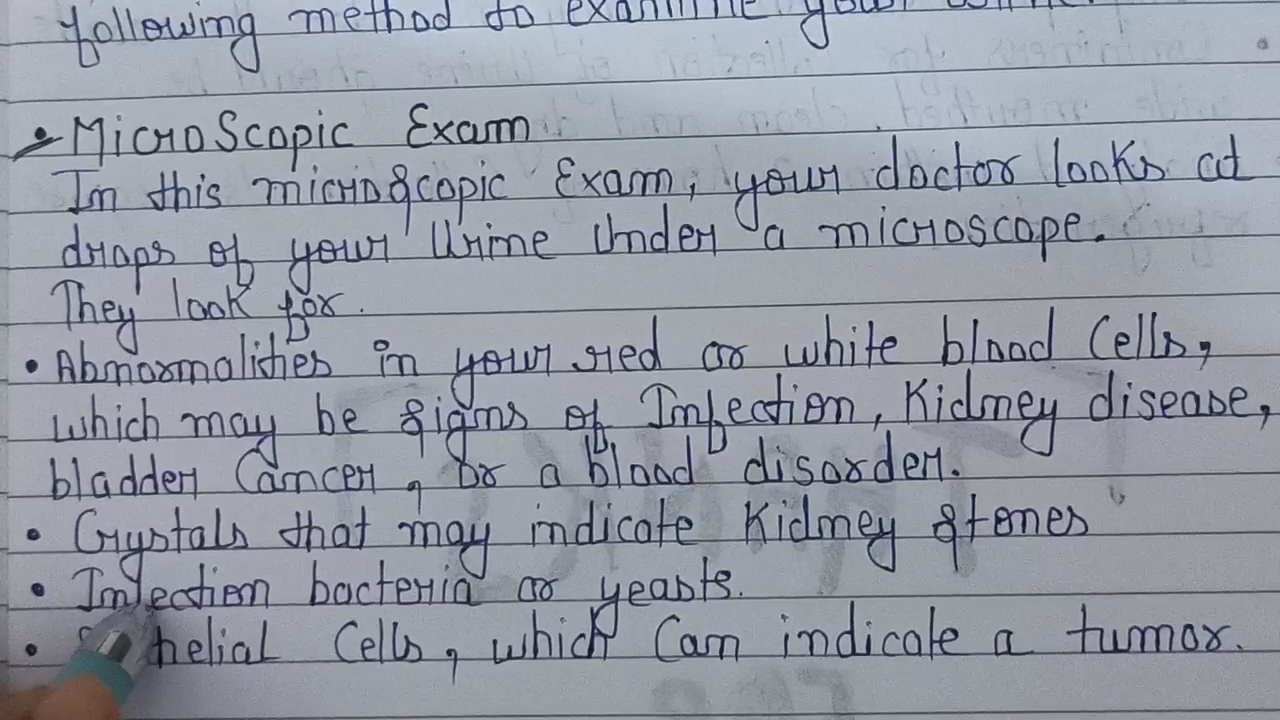 following method to examine your urine.
MicroScopic Exam
In this microscopic Exam, your doctor looks at
drops of your Urine Under a microscope.
They look for.
• Abnormalities in your red or white blood Cells,
which may be signs of Infection, Kidney disease,
bladder Cancer, or a blood disorder.
• Crystals that may indicate Kidney stones
• Infection bacteria or yeasts.
• helial Cells, which Can indicate a tumor.